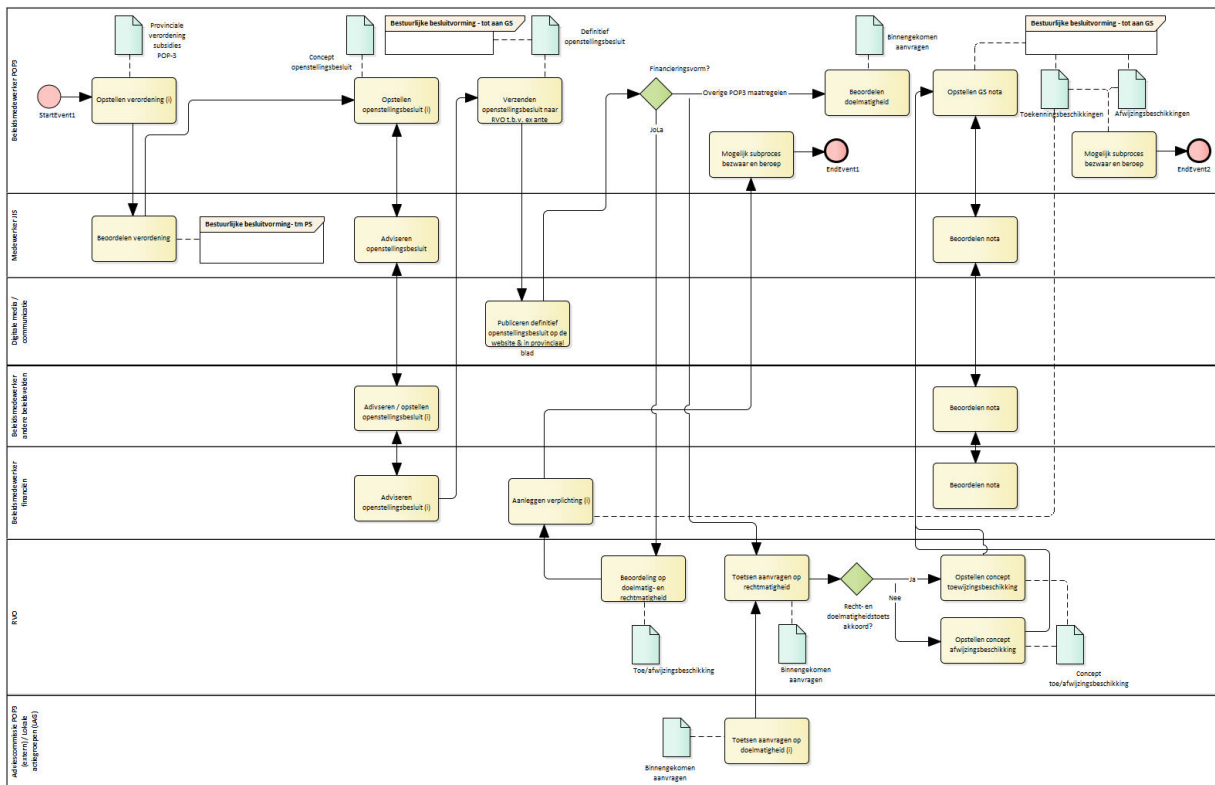 Beleidsmedewerker POP3
StartEvent1
Provinciale
verordening
subsidies
POP-3
Opstellen verordening (i)
Concept
openstellingsbesluit
Bestuurlijke besluitvorming - tot aan GS
Definitief
openstellingsbesluit
Opstellen
openstellingsbesluit (i)
Verzenden
openstellingsbesluit naar
RVO t.b.v. ex ante
Financieringsvorm?
Overige POP3 maatregelen
JoLa
Binnengekomen
aanvragen
Beoordelen
doelmatigheid
Mogelijk subproces
bezwaar en beroep
EndEvent1
Bestuurlijke besluitvorming - tot aan GS
Opstellen GS nota
Toekenningsbeschikkingen
Afwijzingsbeschikkingen
Mogelijk subproces
bezwaar en beroep
EndEvent2
Medewerker JIS
Beoordelen verordening
Bestuurlijke besluitvorming- tm PS
Adviseren
openstellingsbesluit
Beoordelen nota
Digitale media /
communicatie
Publiceren definitief
openstellingsbesluit op de
website & in provinciaal
blad
Beleidsmedewerker
andere beleidsvelden
Adivseren / opstellen
openstellingsbesluit (i)
Beoordelen nota
Beleidsmedewerker
financiën
Adviseren
openstellingsbesluit (i)
Aanleggen verplichting (i)
Beoordelen nota
RVO
Beoordeling op
doelmatig- en
rechtmatigheid
Toe/afwijzingsbeschikking
Toetsen aanvragen op
rechtmatigheid
Binnengekomen
aanvragen
Recht- en
doelmatigheidstoets
akkoord?
Ja
Nee
Opstellen concept
toewijzingsbeschikking
Opstellen concept
afwijzingsbeschikking
Concept
toe/afwijzingsbeschikking
Adviescommissie POP3
(extern) / Lokale
actiegroepen (LAG)
Binnengekomen
aanvragen
Toetsen aanvragen op
doelmatigheid (i)